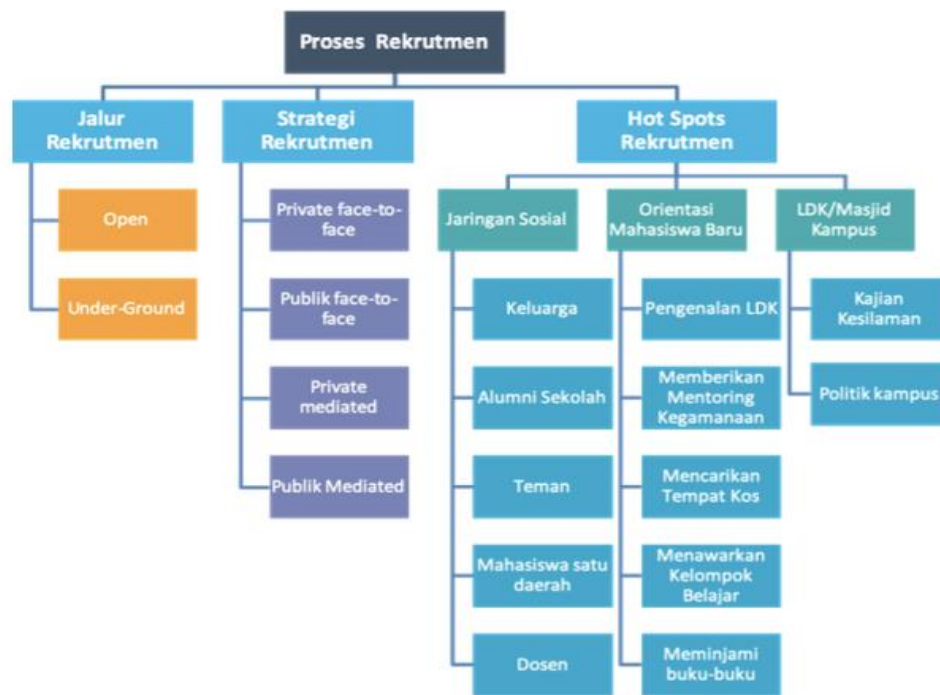 Proses Rekrutmen
Jalur
Rekrutmen
Open
Under-Ground
Strategi
Rekrutmen
Private face-to-
face
Publik face-to-
face
Private
mediated
Publik Mediated
Hot Spots
Rekrutmen
Jaringan Sosial
Keluarga
Alumni Sekolah
Teman
Mahasiswa satu
daerah
Dosen
Orientasi
Mahasiswa Baru
Pengenalan LDK
Memberikan
Mentoring
Kegamanaan
Mencarikan
Tempat Kos
Menawarkan
Kelompok
Belajar
Meminjami
buku-buku
LDK/Masjid
Kampus
Kajian
Kesilaman
Politik kampus